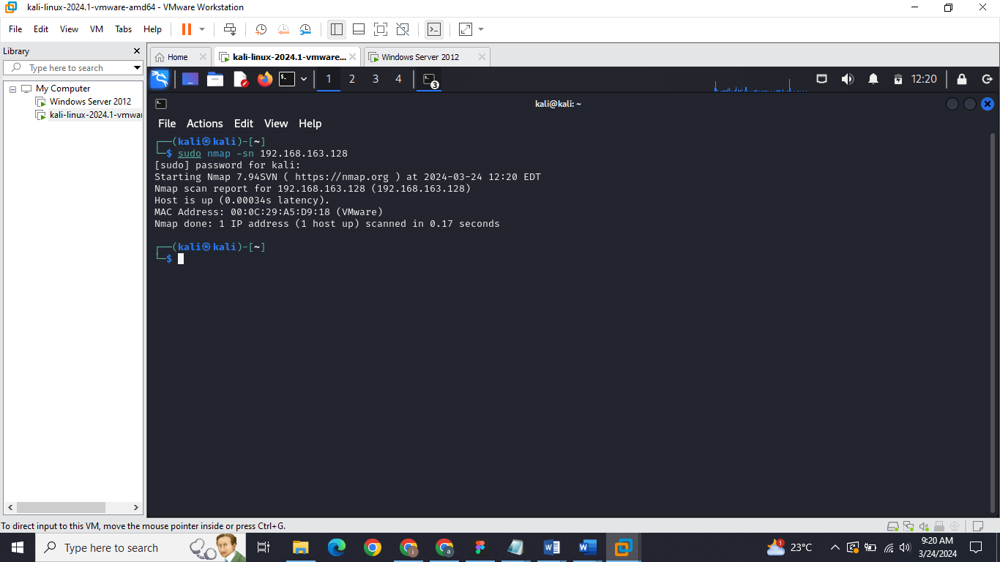 kali-linux-2024.1-vmware-amd64 - VMware Workstation
File Edit View VM Tabs Help
Library
Type here to search
My Computer
Windows Server 2012
kali-linux-2024.1-vmwar
Home kali-linux-2024.1-vmware... Windows Server 2012
1 2 3 4 3 12:20
kali@kali: ~
File Actions Edit View Help
┌──(kali㉿kali)-[~]
└─$ sudo nmap -sn 192.168.163.128
[sudo] password for kali:
Starting Nmap 7.94SVN ( https://nmap.org ) at 2024-03-24 12:20 EDT
Nmap scan report for 192.168.163.128 (192.168.163.128)
Host is up (0.00034s latency).
MAC Address: 00:0C:29:A5:D9:18 (VMware)
Nmap done: 1 IP address (1 host up) scanned in 0.17 seconds
┌──(kali㉿kali)-[~]
└─$
To direct input to this VM, move the mouse pointer inside or press Ctrl+G.
Type here to search
1 23°C
9:20 AM
3/24/2024